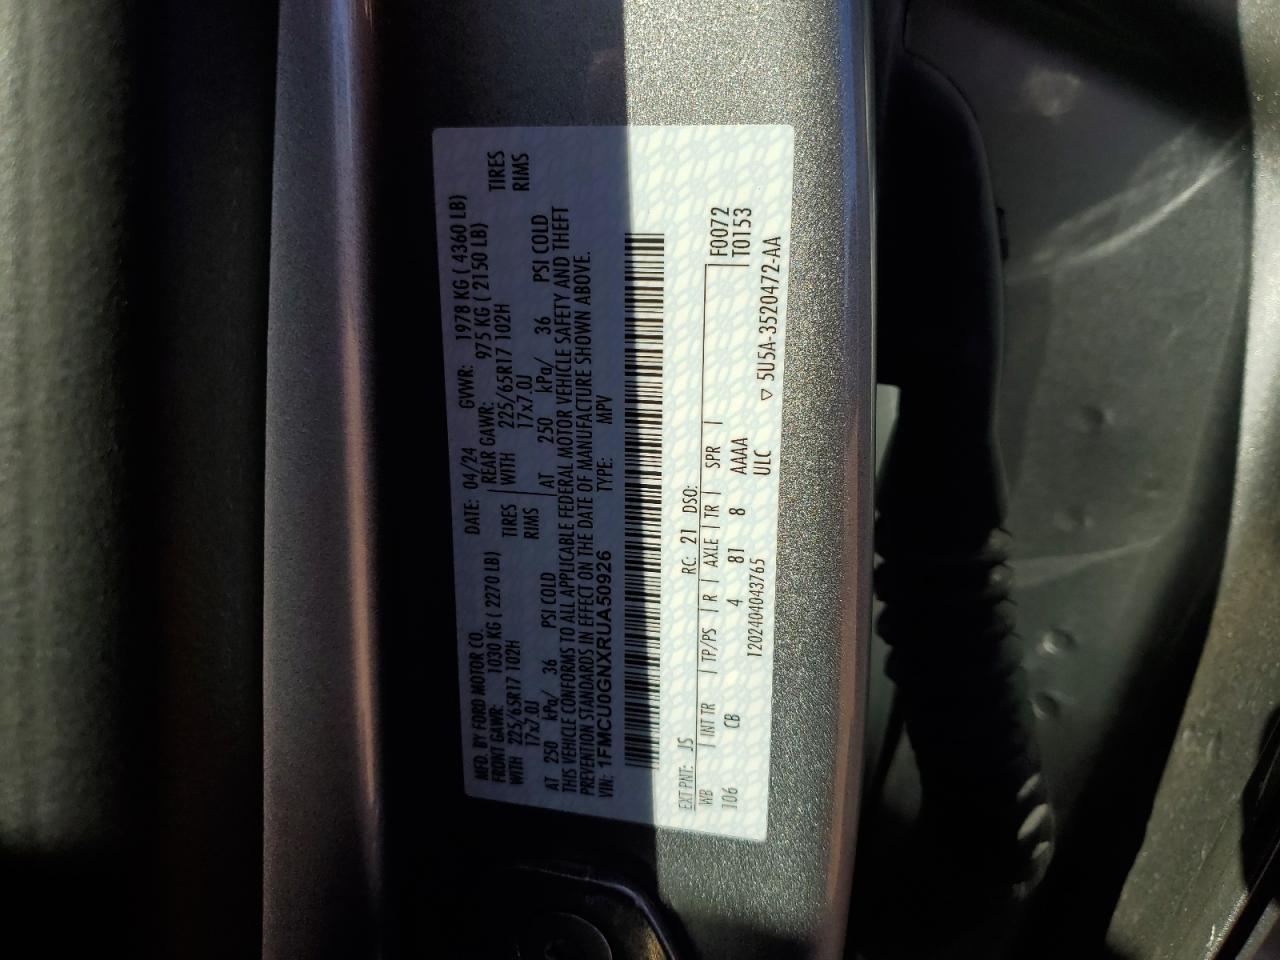 MFD. BY FORD MOTOR CO. DATE: 04/24 GVWR: 1978 KG ( 4360 LB)
FRONT GAWR: 1030 KG ( 2270 LB) REAR GAWR: 975 KG ( 2150 LB)
WITH 225/65R17 102H TIRES WITH 225/65R17 102H TIRES
17x7.0J RIMS 17x7.0J RIMS
AT 250 kPa/ 36 PSI COLD AT 250 kPa/ 36 PSI COLD
THIS VEHICLE CONFORMS TO ALL APPLICABLE FEDERAL MOTOR VEHICLE SAFETY AND THEFT
PREVENTION STANDARDS IN EFFECT ON THE DATE OF MANUFACTURE SHOWN ABOVE.
VIN: 1FMCU0GNXRUA50926 TYPE: MPV
EXT PNT: JS RC: 21 DSO:
WB | INT TR | TP/PS | R | AXLE | TR | SPR | F0072
106 CB 4 81 8 AAAA T0153
1202404043765 ULC ▽ 5U5A-3520472-AA